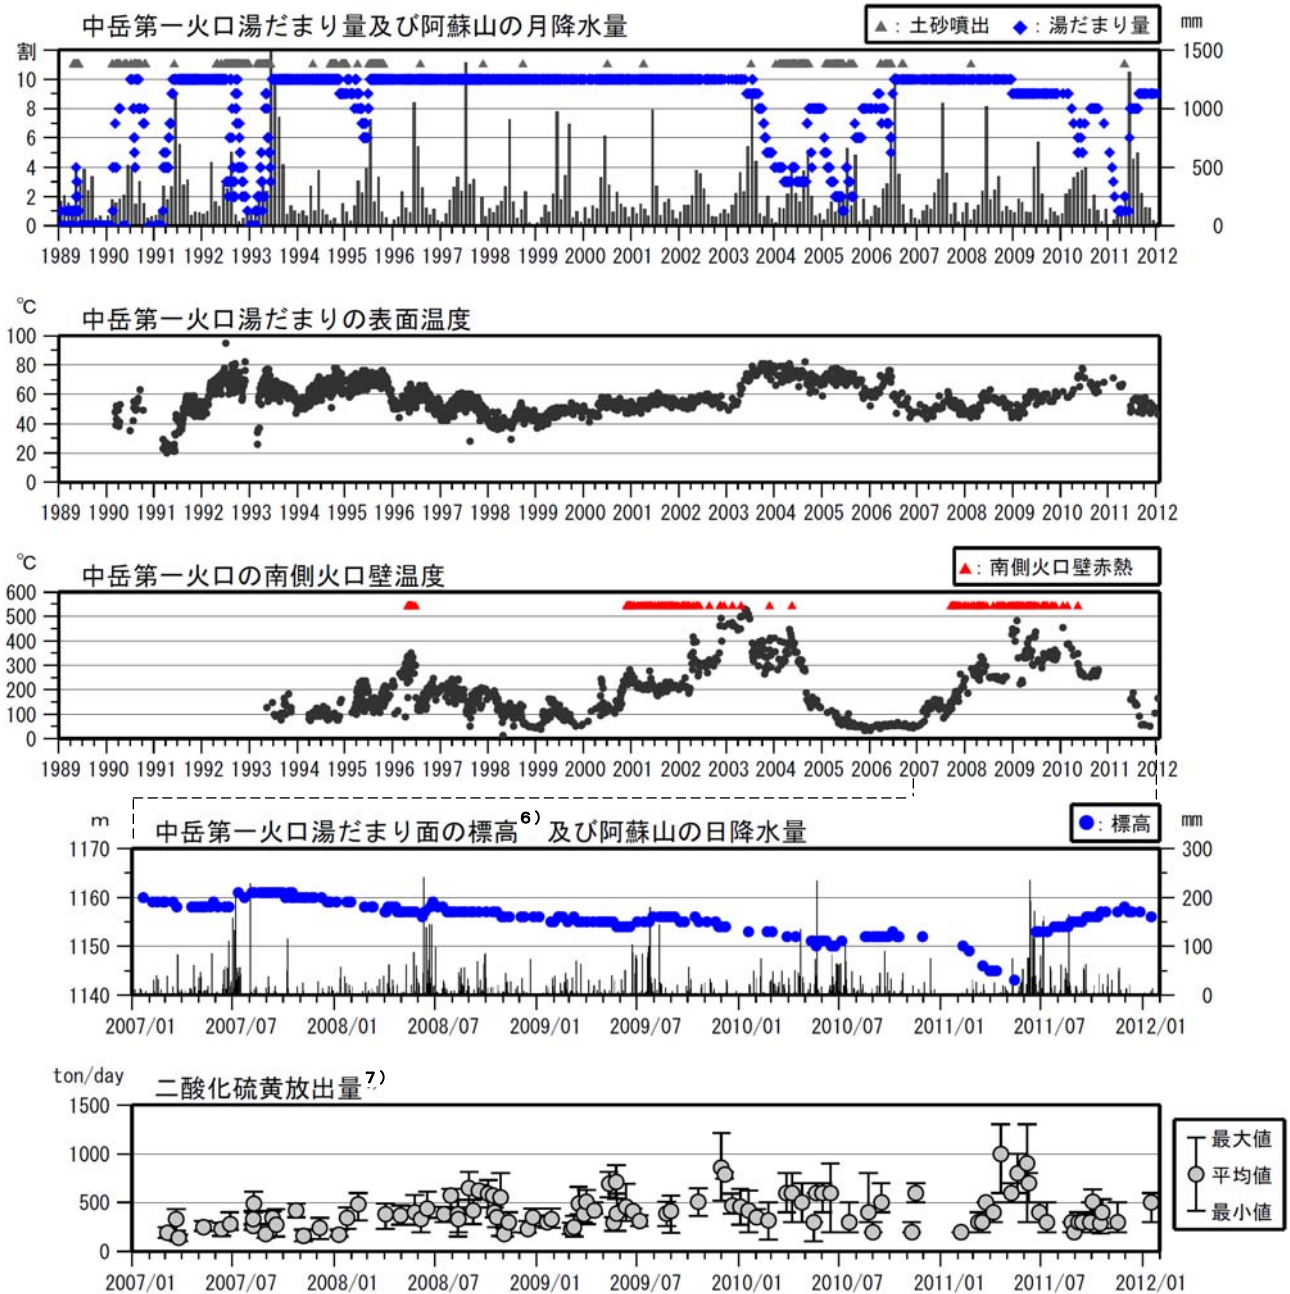 中岳第一火口湯だまり量及び阿蘇山の月降水量
▲：土砂噴出 ◆：湯だまり量
割 mm
10 1500
8 1000
6
4 500
2
0 0
1989 1990 1991 1992 1993 1994 1995 1996 1997 1998 1999 2000 2001 2002 2003 2004 2005 2006 2007 2008 2009 2010 2011 2012
℃
中岳第一火口湯だまりの表面温度
100
80
60
40
20
0
1989 1990 1991 1992 1993 1994 1995 1996 1997 1998 1999 2000 2001 2002 2003 2004 2005 2006 2007 2008 2009 2010 2011 2012
℃
中岳第一火口の南側火口壁温度
▲：南側火口壁赤熱
600
500
400
300
200
100
0
1989 1990 1991 1992 1993 1994 1995 1996 1997 1998 1999 2000 2001 2002 2003 2004 2005 2006 2007 2008 2009 2010 2011 2012
m
中岳第一火口湯だまり面の標高6） 及び阿蘇山の日降水量
●：標高
mm
1170 300
1160 200
1150 100
1140 0
2007/01 2007/07 2008/01 2008/07 2009/01 2009/07 2010/01 2010/07 2011/01 2011/07 2012/01
ton/day
二酸化硫黄放出量7）
1500
1000
500
0
最大値
平均値
最小値
2007/01 2007/07 2008/01 2008/07 2009/01 2009/07 2010/01 2010/07 2011/01 2011/07 2012/01